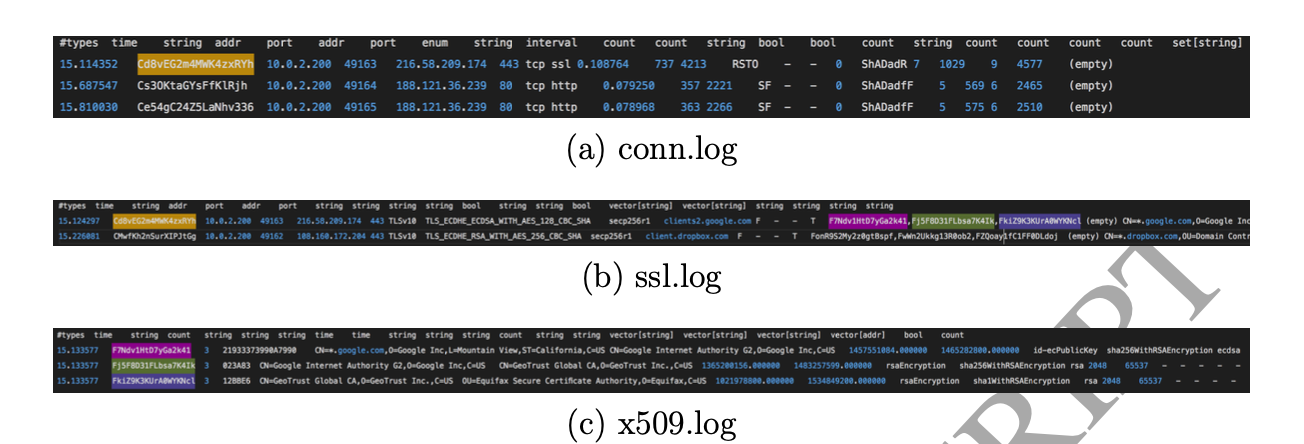 #types time string addr port addr port enum string interval count count string bool bool count string count count count count set[string]
15.114352 Cd8vEG2m4MWK4zxRYh 10.0.2.200 49163 216.58.209.174 443 tcp ssl 0.108764 737 4213 RSTO – – 0 ShADadR 7 1029 9 4577 (empty)
15.687547 Cs3OKtaGYsFfKlRjh 10.0.2.200 49164 188.121.36.239 80 tcp http 0.079250 357 2221 SF – – 0 ShADadfF 5 569 6 2465 (empty)
15.810030 Ce54gC24Z5LaNhv336 10.0.2.200 49165 188.121.36.239 80 tcp http 0.078968 363 2266 SF – – 0 ShADadfF 5 575 6 2510 (empty)
(a) conn.log
#types time string addr port addr port string string string bool string string bool vector[string] vector[string] string string string string
15.124297 Cd8vEG2m4MWK4zxRYh 10.0.2.200 49163 216.58.209.174 443 TLSv10 TLS_ECDHE_ECDSA_WITH_AES_128_CBC_SHA secp256r1 clients2.google.com F – – T F7Ndv1HtD7yGa2k41,Fj5F8D31FLbsa7K4Ik,FkiZ9K3KUrA0WYKNcl (empty) CN=*.google.com,O=Google Inc
15.226081 CMwfKh2nSurXIPJtGg 10.0.2.200 49162 108.160.172.204 443 TLSv10 TLS_ECDHE_RSA_WITH_AES_256_CBC_SHA secp256r1 client.dropbox.com F – – T FonR9S2My2z0gtBspf,FwWn2Ukkg13R0ob2,FZQoay1fC1FF0DLdoj (empty) CN=*.dropbox.com,OU=Domain Contr
(b) ssl.log
#types time string count string string string time time string string string count string string vector[string] vector[string] vector[string] vector[addr] bool count
15.133577 F7Ndv1HtD7yGa2k41 3 21933373990A7990 CN=*.google.com,O=Google Inc,L=Mountain View,ST=California,C=US CN=Google Internet Authority G2,O=Google Inc,C=US 1457551084.000000 1465282800.000000 id-ecPublicKey sha256WithRSAEncryption ecdsa
15.133577 Fj5F8D31FLbsa7K4Ik 3 023A83 CN=Google Internet Authority G2,O=Google Inc,C=US CN=GeoTrust Global CA,O=GeoTrust Inc.,C=US 1365200156.000000 1483257599.000000 rsaEncryption sha256WithRSAEncryption rsa 2048 65537 – – – – –
15.133577 FkiZ9K3KUrA0WYKNcl 3 12BBE6 CN=GeoTrust Global CA,O=GeoTrust Inc.,C=US OU=Equifax Secure Certificate Authority,O=Equifax,C=US 1021978800.000000 1534849200.000000 rsaEncryption sha1WithRSAEncryption rsa 2048 65537 – – – – –
(c) x509.log